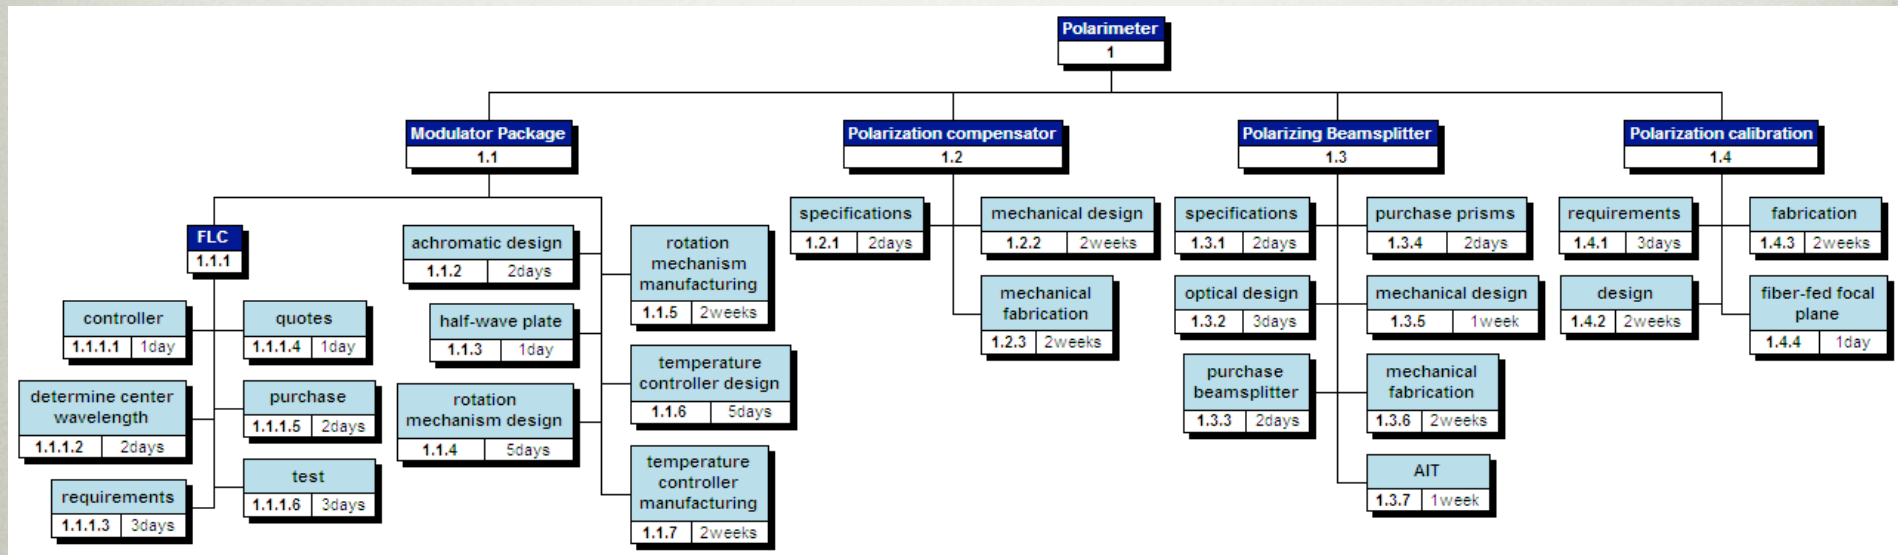 Polarimeter
1
Modulator Package
1.1
Polarization compensator
1.2
Polarizing Beamsplitter
1.3
Polarization calibration
1.4
FLC
1.1.1
controller
1.1.1.1 1day
determine center
wavelength
1.1.1.2 2days
requirements
1.1.1.3 3days
quotes
1.1.1.4 1day
purchase
1.1.1.5 2days
test
1.1.1.6 3days
achromatic design
1.1.2 2days
half-wave plate
1.1.3 1day
rotation
mechanism design
1.1.4 5days
rotation
mechanism
manufacturing
1.1.5 2weeks
temperature
controller design
1.1.6 5days
temperature
controller
manufacturing
1.1.7 2weeks
specifications
1.2.1 2days
mechanical design
1.2.2 2weeks
mechanical
fabrication
1.2.3 2weeks
specifications
1.3.1 2days
optical design
1.3.2 3days
purchase
beamsplitter
1.3.3 2days
purchase prisms
1.3.4 2days
mechanical design
1.3.5 1week
mechanical
fabrication
1.3.6 2weeks
AIT
1.3.7 1week
requirements
1.4.1 3days
design
1.4.2 2weeks
fabrication
1.4.3 2weeks
fiber-fed focal
plane
1.4.4 1day